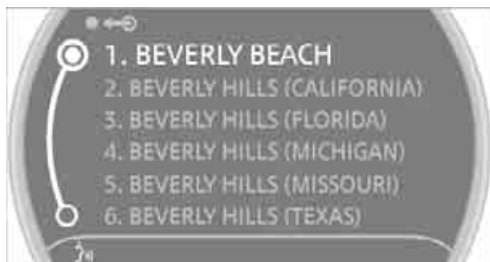 1. BEVERLY BEACH
2. BEVERLY HILLS (CALIFORNIA)
3. BEVERLY HILLS (FLORIDA)
4. BEVERLY HILLS (MICHIGAN)
5. BEVERLY HILLS (MISSOURI)
6. BEVERLY HILLS (TEXAS)